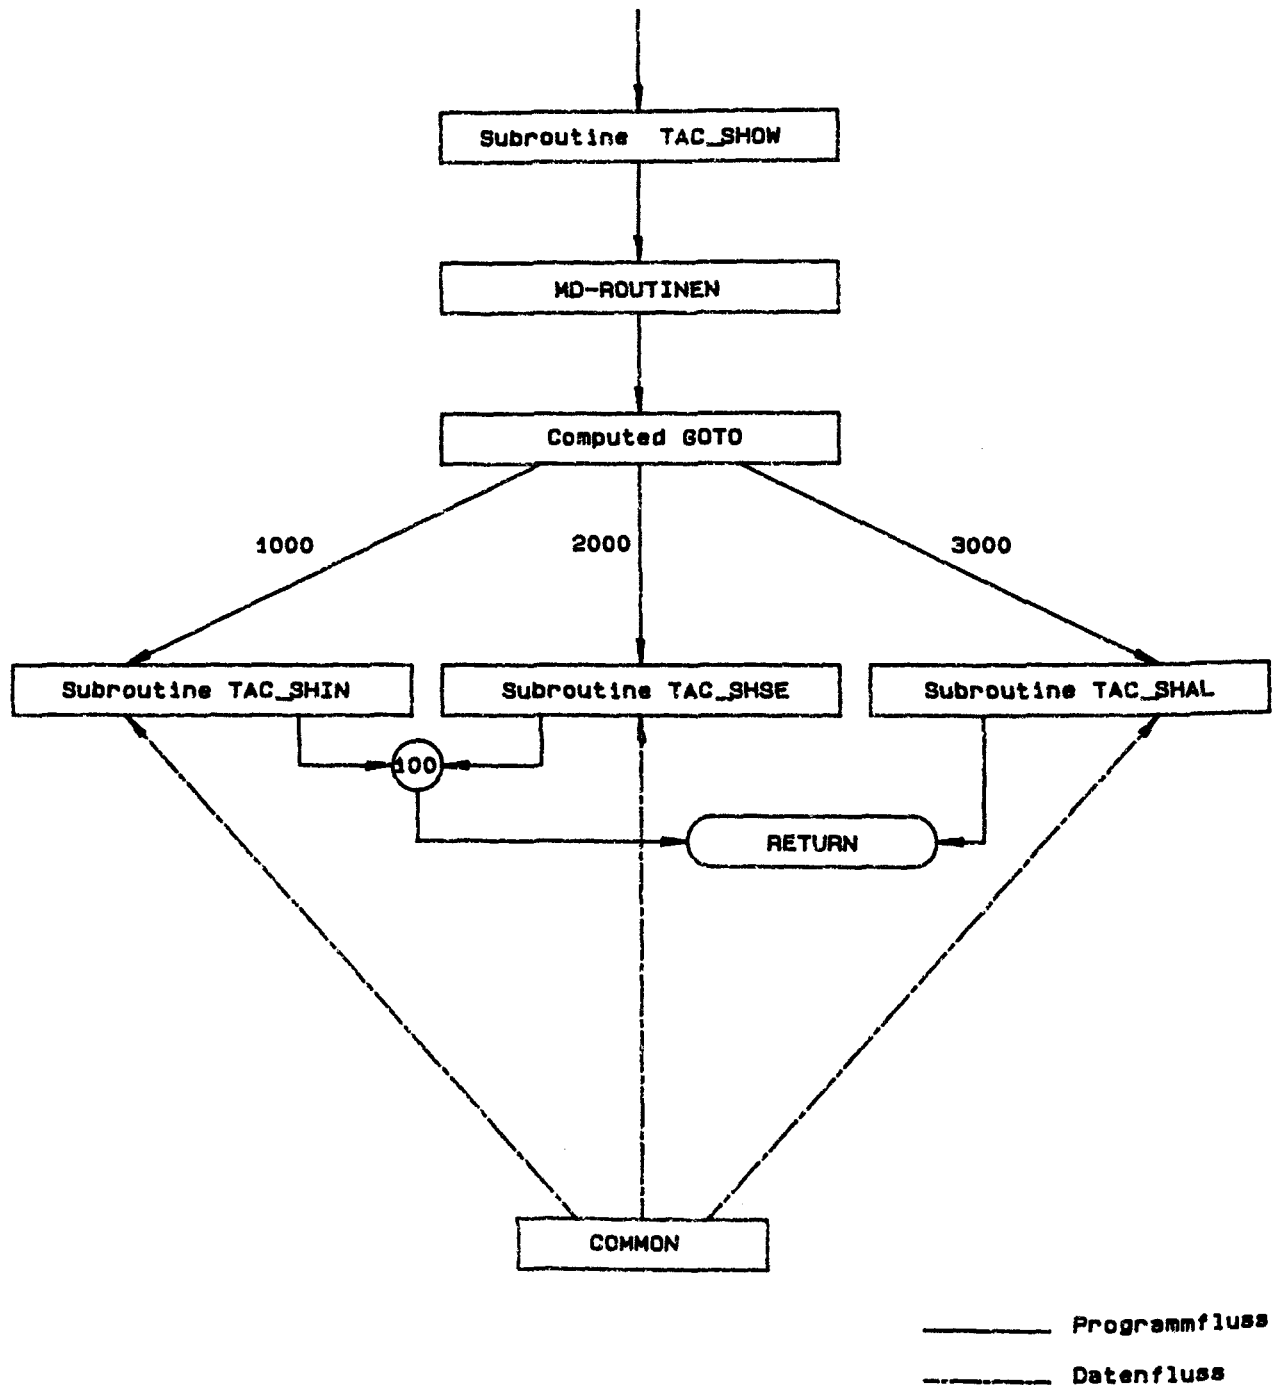 Subroutine TAC_SHOW
MD-ROUTINEN
Computed GOTO
1000
2000
3000
Subroutine TAC_SHIN
Subroutine TAC_SHSE
Subroutine TAC_SHAL
100
RETURN
COMMON
Programmfluss
Datenfluss